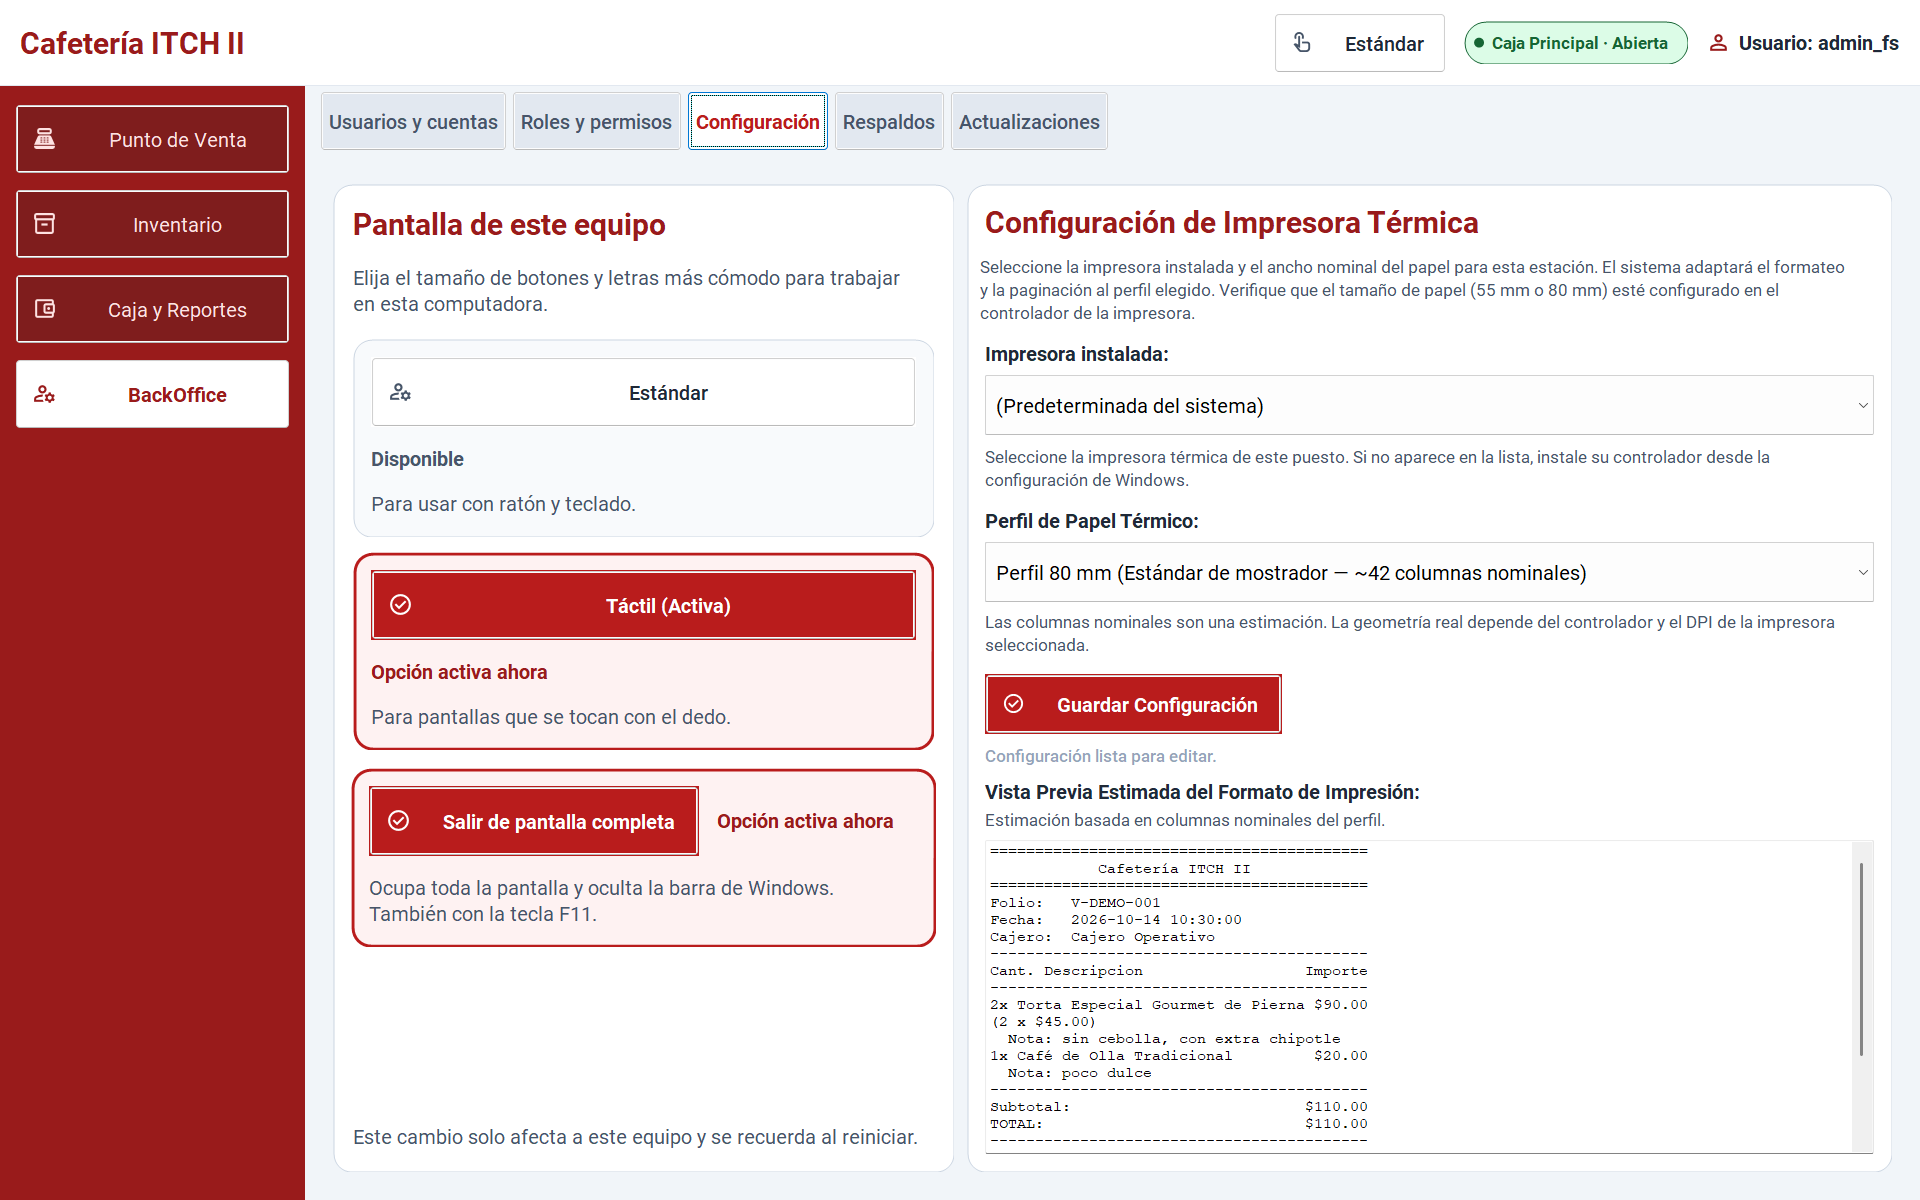 Cafetería ITCH II
Estándar
Caja Principal · Abierta
Usuario: admin_fs
Punto de Venta
Inventario
Caja y Reportes
BackOffice
Usuarios y cuentas
Roles y permisos
Configuración
Respaldos
Actualizaciones
Pantalla de este equipo
Elija el tamaño de botones y letras más cómodo para trabajar
en esta computadora.
Estándar
Disponible
Para usar con ratón y teclado.
Táctil (Activa)
Opción activa ahora
Para pantallas que se tocan con el dedo.
Salir de pantalla completa
Opción activa ahora
Ocupa toda la pantalla y oculta la barra de Windows.
También con la tecla F11.
Este cambio solo afecta a este equipo y se recuerda al reiniciar.
Configuración de Impresora Térmica
Seleccione la impresora instalada y el ancho nominal del papel para esta estación. El sistema adaptará el formateo
y la paginación al perfil elegido. Verifique que el tamaño de papel (55 mm o 80 mm) esté configurado en el
controlador de la impresora.
Impresora instalada:
(Predeterminada del sistema)
Seleccione la impresora térmica de este puesto. Si no aparece en la lista, instale su controlador desde la
configuración de Windows.
Perfil de Papel Térmico:
Perfil 80 mm (Estándar de mostrador — ~42 columnas nominales)
Las columnas nominales son una estimación. La geometría real depende del controlador y el DPI de la impresora
seleccionada.
Guardar Configuración
Configuración lista para editar.
Vista Previa Estimada del Formato de Impresión:
Estimación basada en columnas nominales del perfil.
==========================================
Cafetería ITCH II
==========================================
Folio: V-DEMO-001
Fecha: 2026-10-14 10:30:00
Cajero: Cajero Operativo
------------------------------------------
Cant. Descripcion Importe
------------------------------------------
2x Torta Especial Gourmet de Pierna $90.00
(2 x $45.00)
Nota: sin cebolla, con extra chipotle
1x Café de Olla Tradicional $20.00
Nota: poco dulce
------------------------------------------
Subtotal: $110.00
TOTAL: $110.00
------------------------------------------